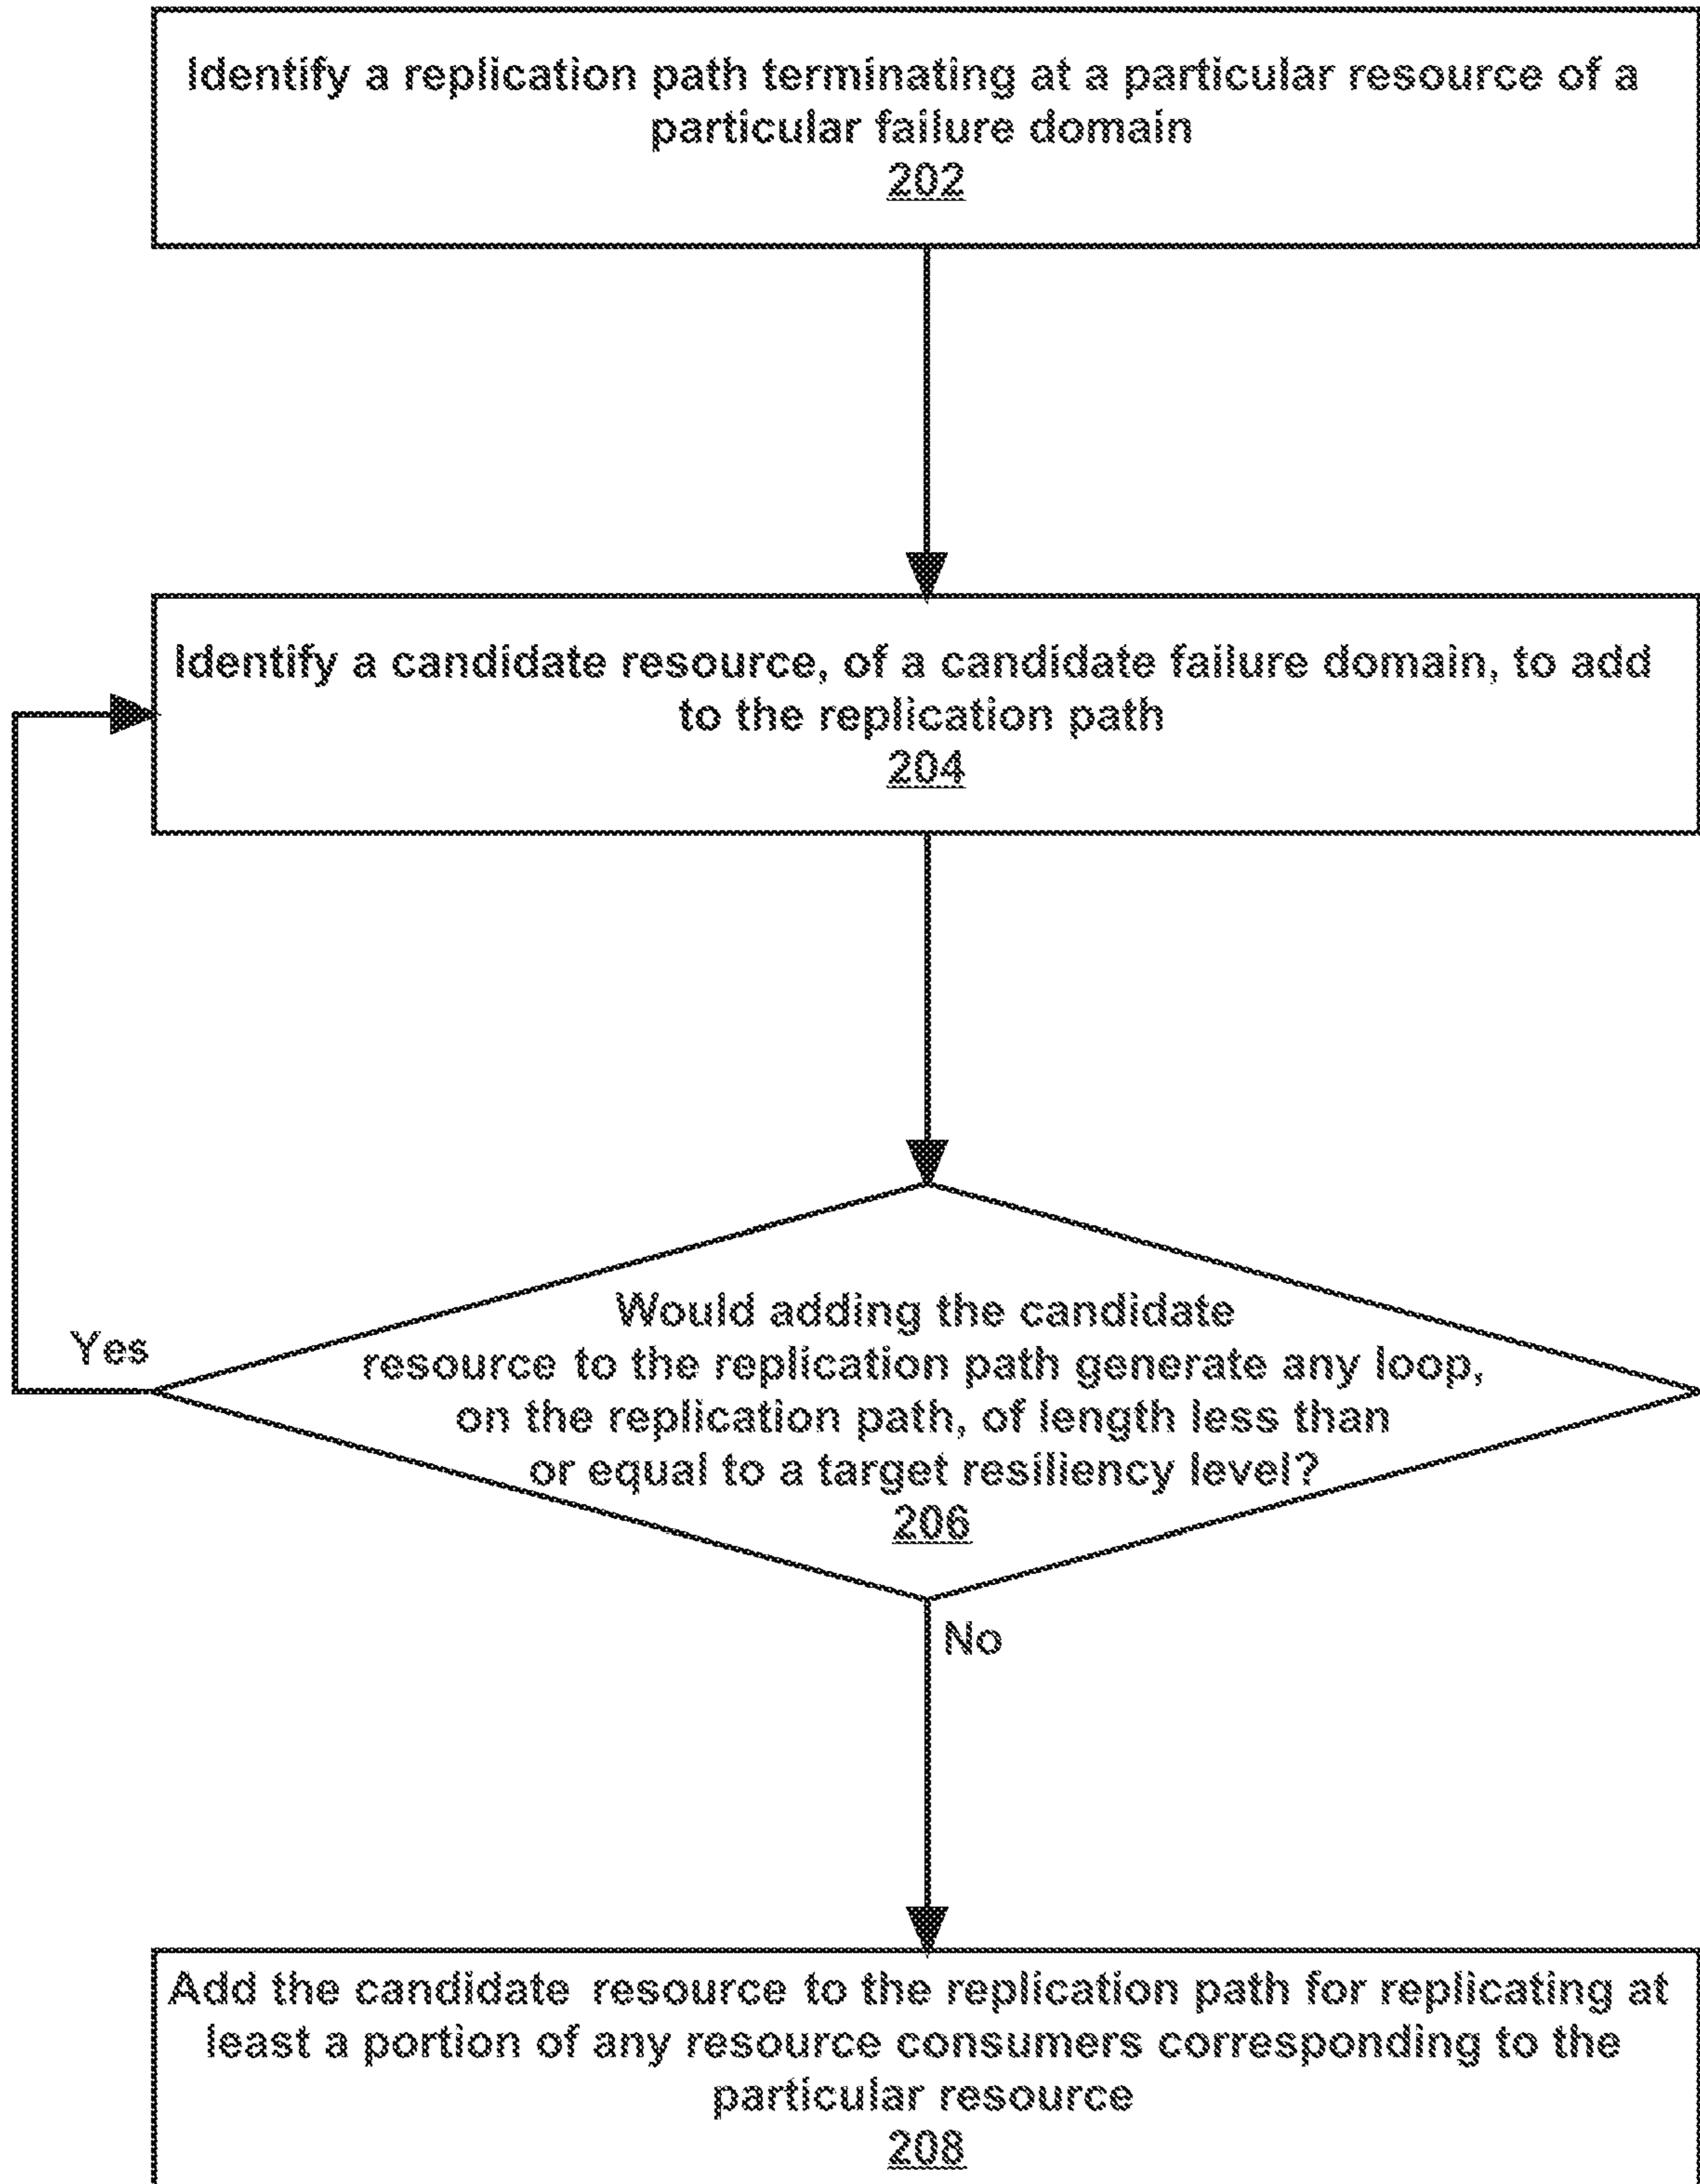 Identify a replication path terminating at a particular resource of a
particular failure domain
202
Identify a candidate resource, of a candidate failure domain, to add
to the replication path
204
Would adding the candidate
resource to the replication path generate any loop,
on the replication path, of length less than
or equal to a target resiliency level?
206
Yes
No
Add the candidate resource to the replication path for replicating at
least a portion of any resource consumers corresponding to the
particular resource
208